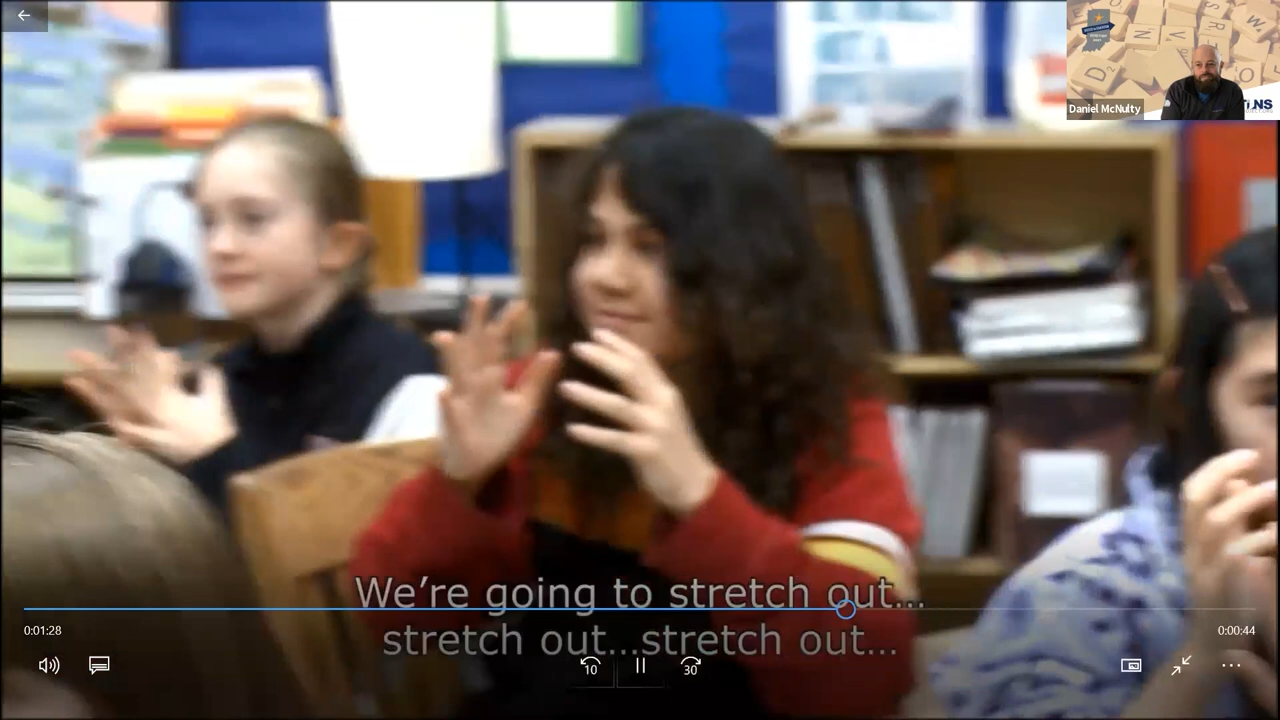 Daniel McNulty
We're going to stretch out...
stretch out...stretch out...
0:01:28
0:00:44
10
30